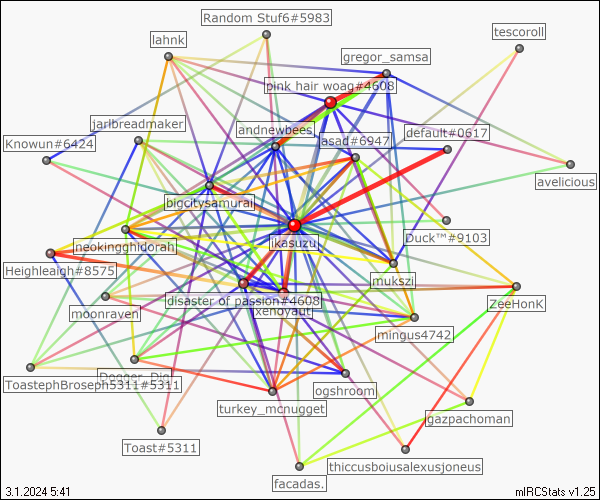 Random Stuf6#5983
tescoroll
lahnk
gregor_samsa
pink hair woag#4608
jarlbreadmaker
andnewbees
default#0617
asad#6947
Knowun#6424
avelicious
bigcitysamurai
Duck™#9103
ikasuzu
neokingghidorah
Heighleaigh#8575
mukszi
disaster of passion#4608
ZeeHonK
xenoyaut
moonraven
mingus4742
ToastephBroseph5311#5311
ogshroom
turkey_mcnugget
gazpachoman
Toast#5311
thiccusboiusalexusjoneus
facadas.
3.1.2024 5:41
mIRCStats v1.25